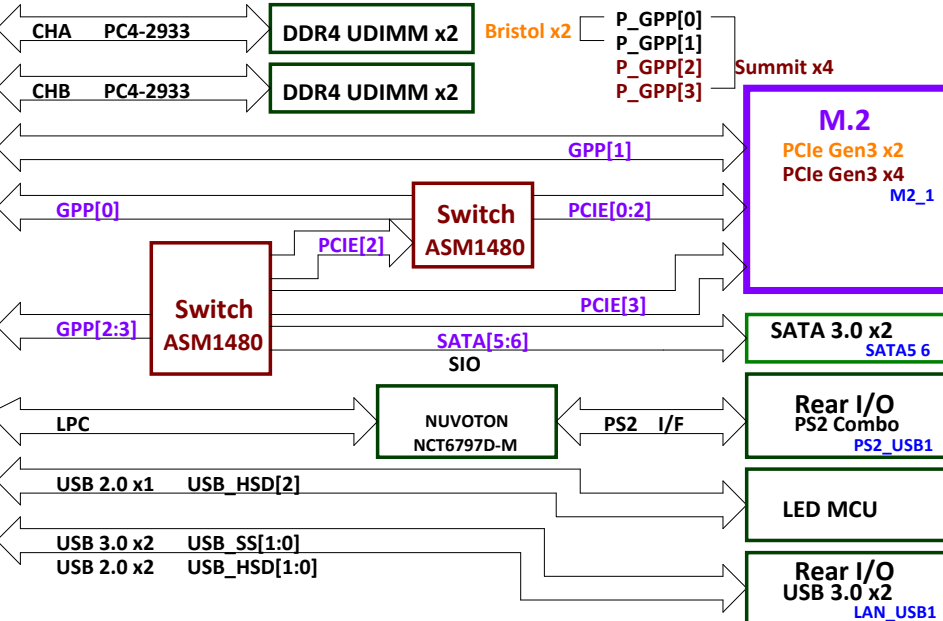 CHA PC4-2933
DDR4 UDIMM x2
Bristol x2
P_GPP[0]
P_GPP[1]
P_GPP[2]
P_GPP[3]
Summit x4
CHB PC4-2933
DDR4 UDIMM x2
M.2
PCIe Gen3 x2
PCIe Gen3 x4
M2_1
GPP[1]
GPP[0]
Switch
ASM1480
PCIE[0:2]
PCIE[2]
Switch
ASM1480
PCIE[3]
GPP[2:3]
SATA[5:6]
SATA 3.0 x2
SATA5 6
SIO
LPC
NUVOTON
NCT6797D-M
PS2 I/F
Rear I/O
PS2 Combo
PS2_USB1
USB 2.0 x1 USB_HSD[2]
LED MCU
USB 3.0 x2 USB_SS[1:0]
USB 2.0 x2 USB_HSD[1:0]
Rear I/O
USB 3.0 x2
LAN_USB1